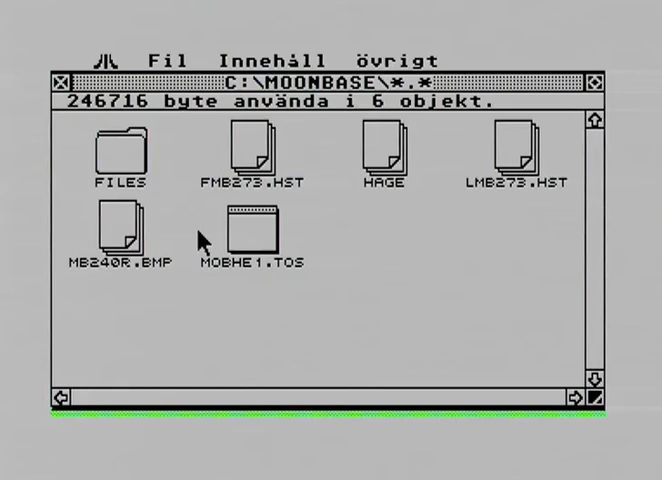 Fil Innehåll övrigt
C:\MOONBASE\*.*
246716 byte använda i 6 objekt.
FILES FMB273.HST HAGE LMB273.HST
MB240R.BMP MOBHE1.TOS